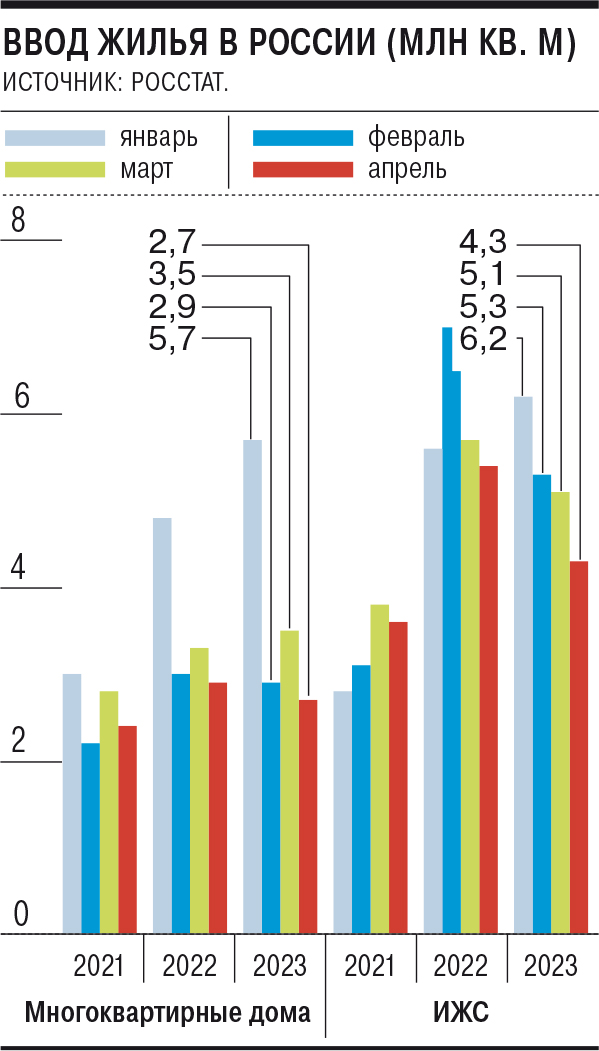 ВВОД ЖИЛЬЯ В РОССИИ (МЛН КВ. М)
ИСТОЧНИК: РОССТАТ.
январь февраль
март апрель
8
2,7 4,3
3,5 5,1
2,9 5,3
5,7 6,2
6
4
2
0
2021 2022 2023 2021 2022 2023
Многоквартирные дома ИЖС